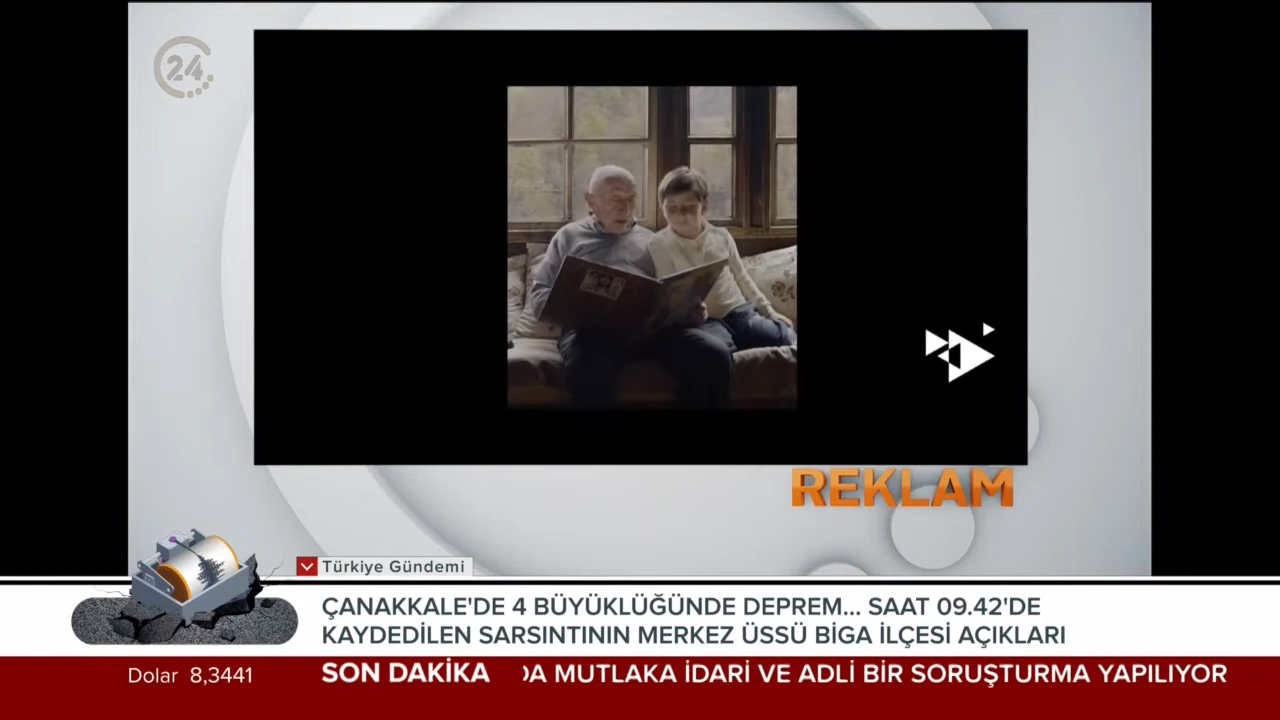 24
REKLAM
Türkiye Gündemi
ÇANAKKALE'DE 4 BÜYÜKLÜĞÜNDE DEPREM... SAAT 09.42'DE
KAYDEDİLEN SARSINTININ MERKEZ ÜSSÜ BİGA İLÇESİ AÇIKLARI
Dolar 8,3441 SON DAKİKA MUTLAKA İDARİ VE ADLİ BİR SORUŞTURMA YAPILIYOR